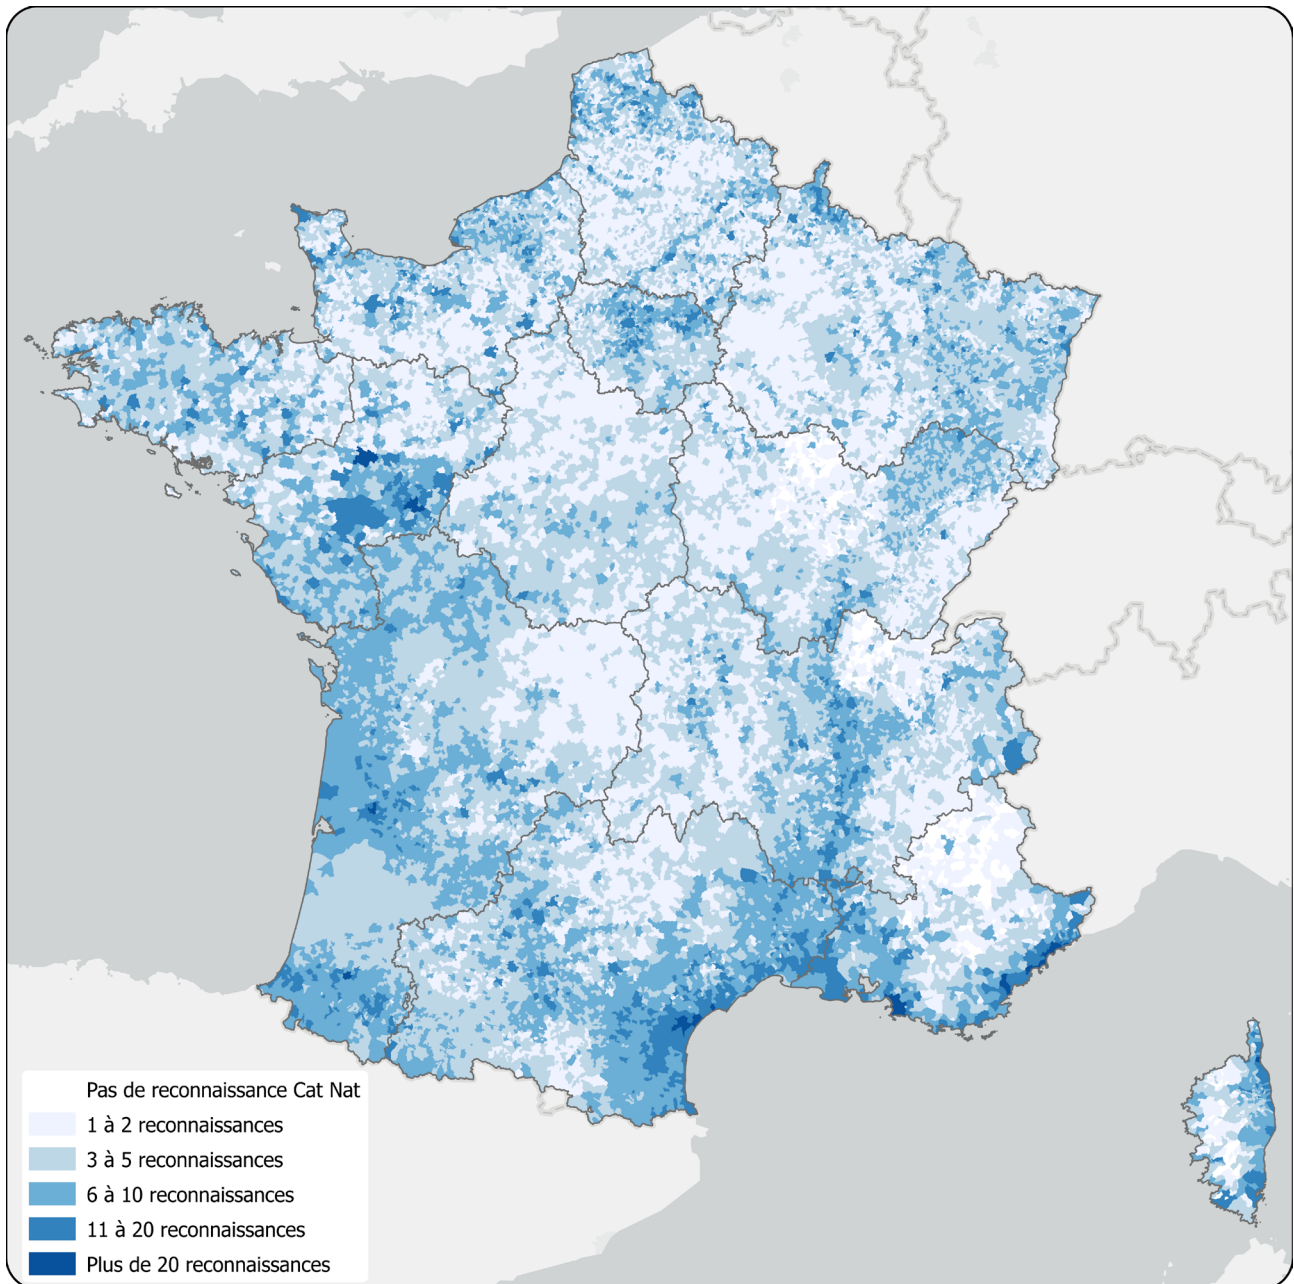 Pas de reconnaissance Cat Nat
1 à 2 reconnaissances
3 à 5 reconnaissances
6 à 10 reconnaissances
11 à 20 reconnaissances
Plus de 20 reconnaissances